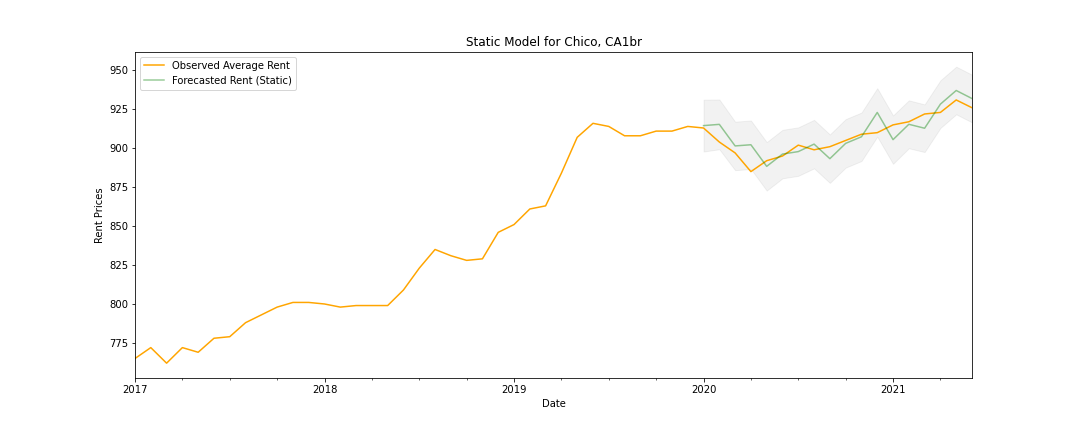 Static Model for Chico, CA1br
Observed Average Rent
Forecasted Rent (Static)
950
925
900
875
850
825
800
775
Rent Prices
2017
2018
2019
2020
2021
Date